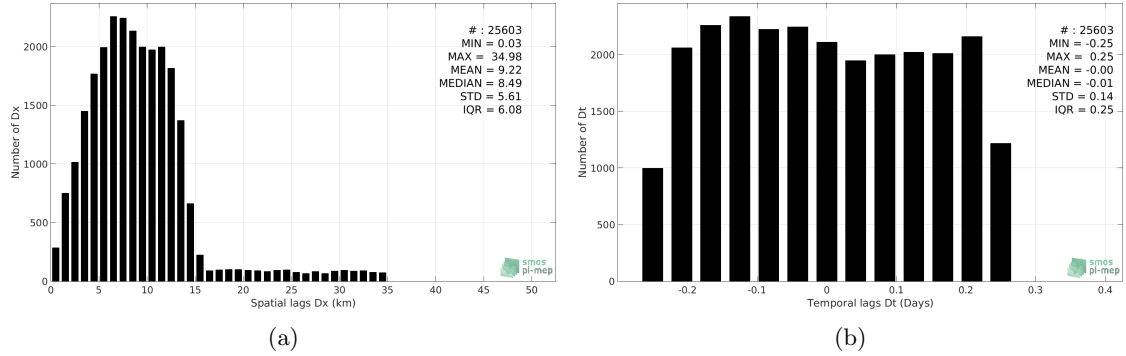 # : 25603
MIN = 0.03
MAX = 34.98
MEAN = 9.22
MEDIAN = 8.49
STD = 5.61
IQR = 6.08
Number of Dx
2000
1500
1000
500
0
0 5 10 15 20 25 30 35 40 45 50
Spatial lags Dx (km)
smos
pi-mep
(a)
# : 25603
MIN = -0.25
MAX = 0.25
MEAN = -0.00
MEDIAN = -0.01
STD = 0.14
IQR = 0.25
Number of Dt
2000
1500
1000
500
0
-0.2 -0.1 0 0.1 0.2 0.3 0.4
Temporal lags Dt (Days)
smos
pi-mep
(b)